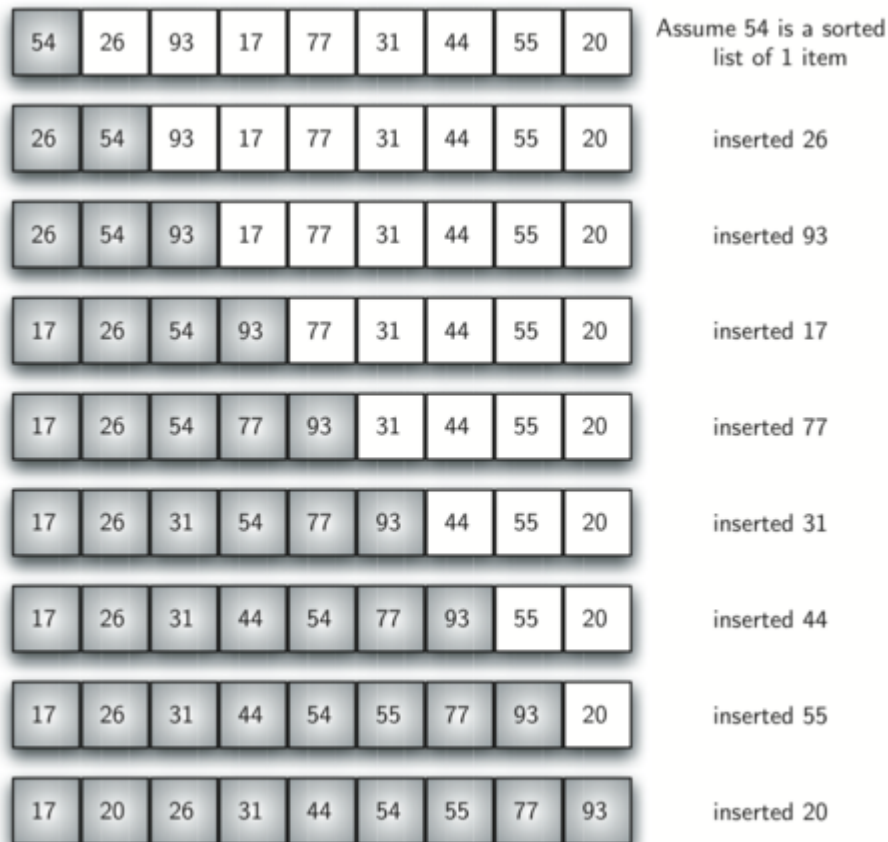 54 26 93 17 77 31 44 55 20 Assume 54 is a sorted
list of 1 item
26 54 93 17 77 31 44 55 20 inserted 26
26 54 93 17 77 31 44 55 20 inserted 93
17 26 54 93 77 31 44 55 20 inserted 17
17 26 54 77 93 31 44 55 20 inserted 77
17 26 31 54 77 93 44 55 20 inserted 31
17 26 31 44 54 77 93 55 20 inserted 44
17 26 31 44 54 55 77 93 20 inserted 55
17 20 26 31 44 54 55 77 93 inserted 20